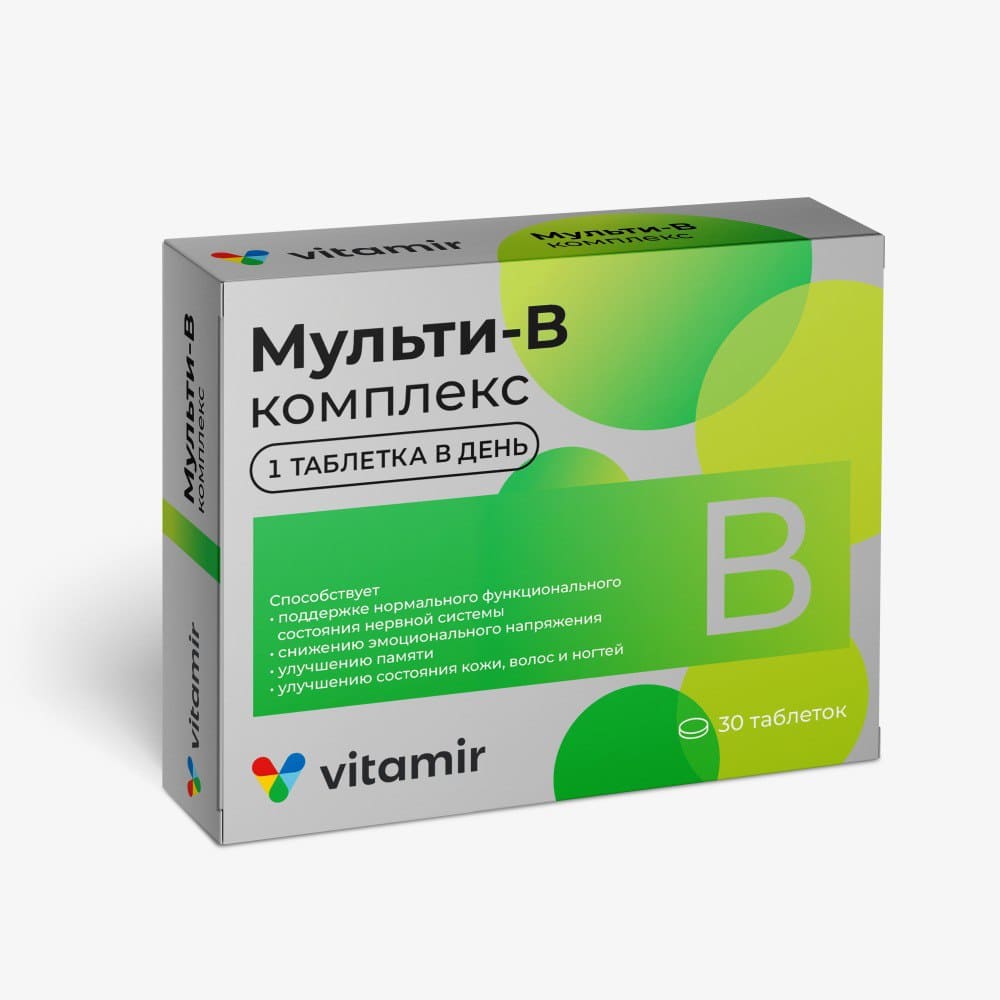 vitamir
Мульти-В
комплекс
Мульти-В
комплекс
vitamir
Мульти-В
комплекс
1 ТАБЛЕТКА В ДЕНЬ
B
Способствует
• поддержке нормального функционального
состояния нервной системы
• снижению эмоционального напряжения
• улучшению памяти
• улучшению состояния кожи, волос и ногтей
30 таблеток
vitamir